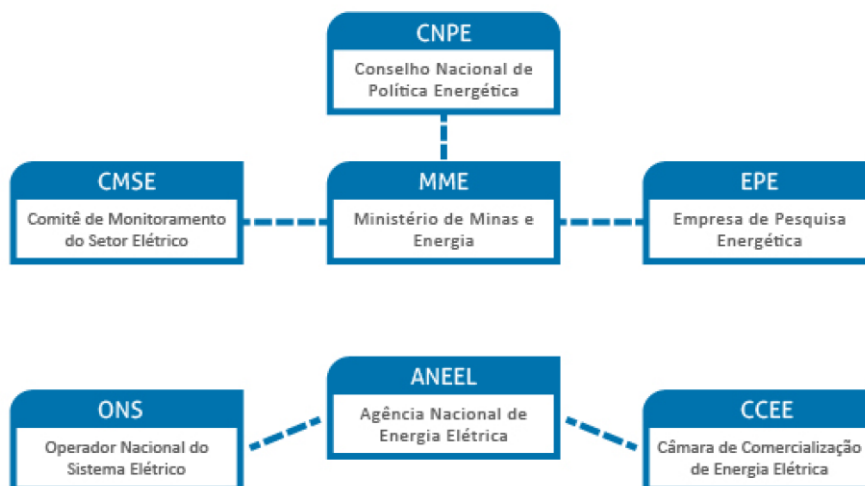 CNPE
Conselho Nacional de
Política Energética
CMSE
Comitê de Monitoramento
do Setor Elétrico
MME
Ministério de Minas e
Energia
EPE
Empresa de Pesquisa
Energética
ONS
Operador Nacional do
Sistema Elétrico
ANEEL
Agência Nacional de
Energia Elétrica
CCEE
Câmara de Comercialização
de Energia Elétrica